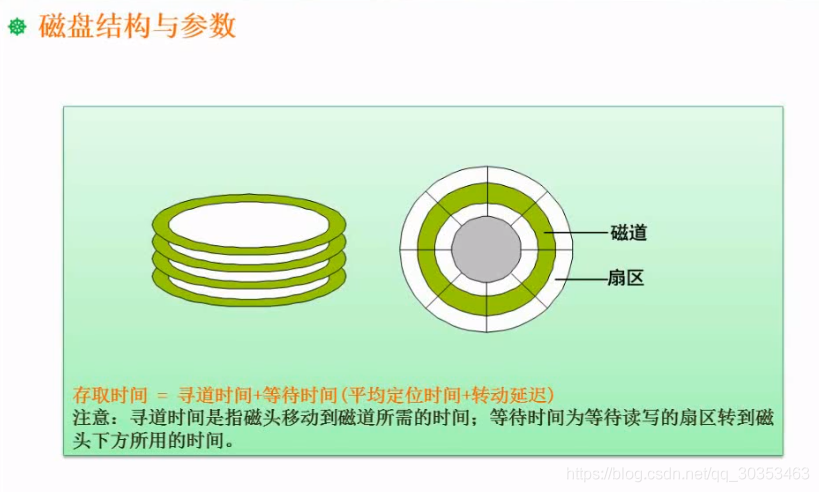 磁盘结构与参数
磁道
扇区
存取时间 = 寻道时间+等待时间(平均定位时间+转动延迟)
注意：寻道时间是指磁头移动到磁道所需的时间；等待时间为等待读写的扇区转到磁
头下方所用的时间。
https://blog.csdn.net/qq_30353463